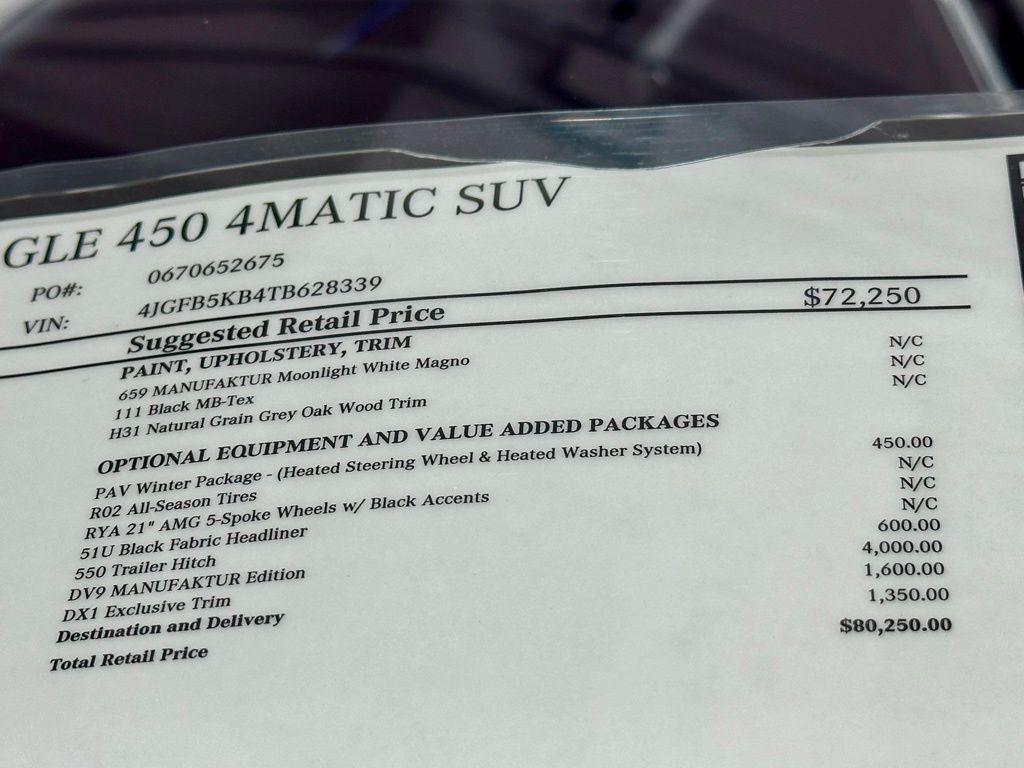 GLE 450 4MATIC SUV
PO#: 0670652675
VIN: 4JGFB5KB4TB628339
Suggested Retail Price $72,250
PAINT, UPHOLSTERY, TRIM
659 MANUFAKTUR Moonlight White Magno N/C
111 Black MB-Tex N/C
H31 Natural Grain Grey Oak Wood Trim N/C
OPTIONAL EQUIPMENT AND VALUE ADDED PACKAGES
PAV Winter Package - (Heated Steering Wheel & Heated Washer System) 450.00
R02 All-Season Tires N/C
RYA 21" AMG 5-Spoke Wheels w/ Black Accents N/C
51U Black Fabric Headliner N/C
550 Trailer Hitch 600.00
DV9 MANUFAKTUR Edition 4,000.00
DX1 Exclusive Trim 1,600.00
Destination and Delivery 1,350.00
Total Retail Price $80,250.00